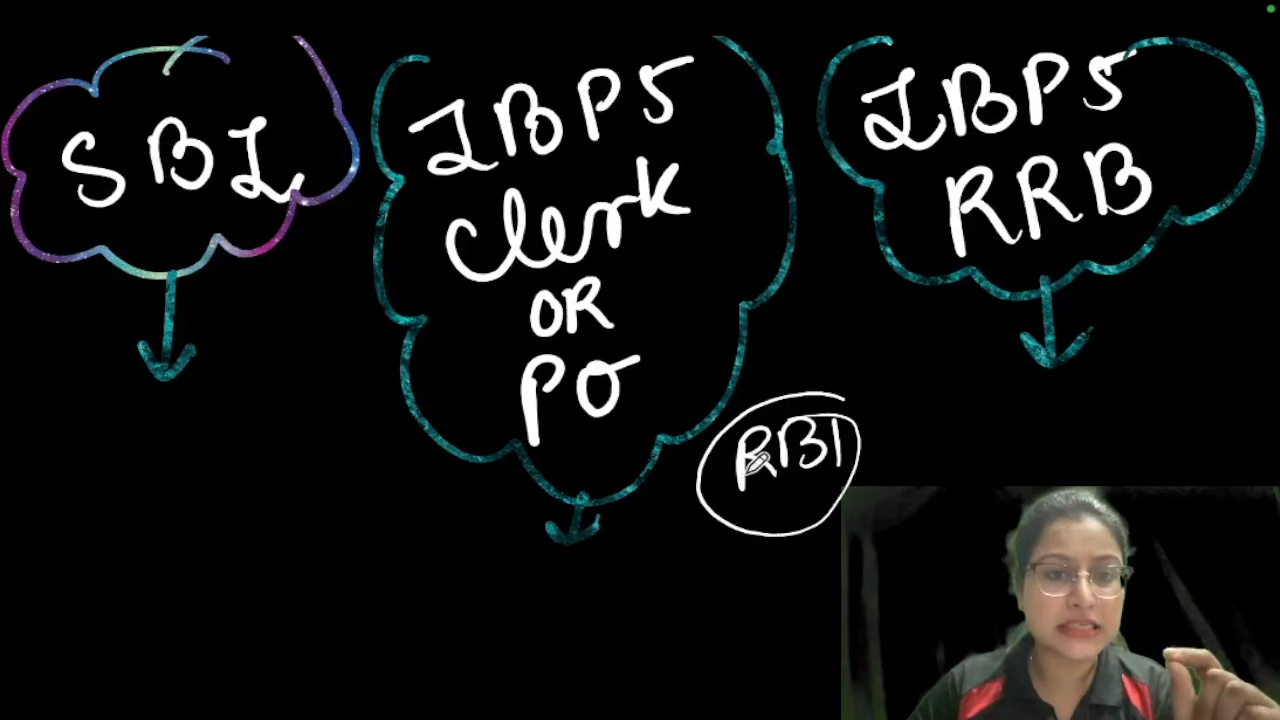 SBI
IBPS
Clerk
OR
PO
IBPS
RRB
RBI